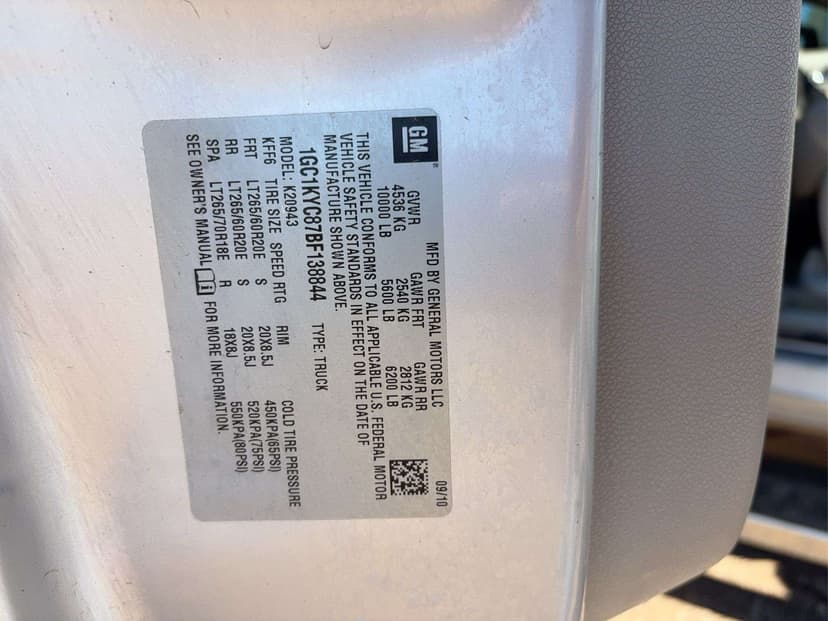 GM
MFD BY GENERAL MOTORS LLC 09/10
GVWR GAWR FRT GAWR RR
4536 KG 2540 KG 2812 KG
10000 LB 5600 LB 6200 LB
THIS VEHICLE CONFORMS TO ALL APPLICABLE U.S. FEDERAL MOTOR
VEHICLE SAFETY STANDARDS IN EFFECT ON THE DATE OF
MANUFACTURE SHOWN ABOVE.
1GC1KYC87BF138844 TYPE: TRUCK
MODEL: K20943
KFF6 TIRE SIZE SPEED RTG RIM COLD TIRE PRESSURE
FRT LT265/60R20E S 20X8.5J 450KPA(65PSI)
RR LT265/60R20E S 20X8.5J 520KPA(75PSI)
SPA LT265/70R18E R 18X8J 550KPA(80PSI)
SEE OWNER'S MANUAL FOR MORE INFORMATION.